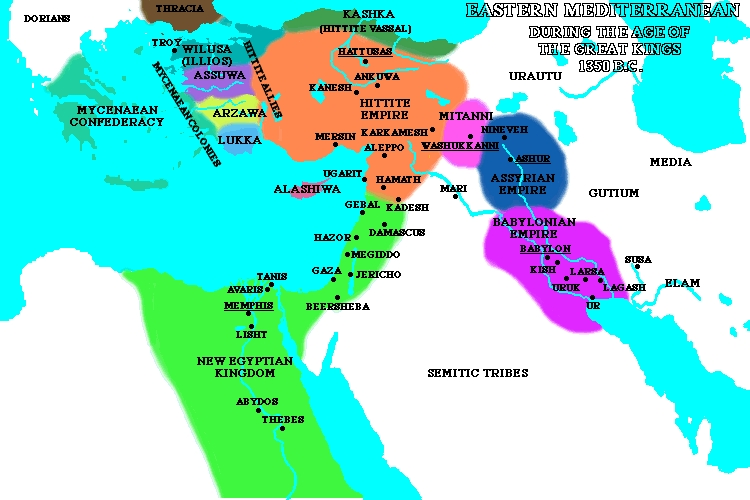 EASTERN MEDITERRANEAN
DURING THE AGE OF
THE GREAT KINGS
1350 B.C.
DORIANS
THRACIA
KASHKA
(HITTITE VASSAL)
TROY
WILUSA
(ILLIOS)
HITTITE ALLIES
HATTUSAS
ASSUWA
ANKUWA
URAUTU
KANESH
MYCENAEAN
CONFEDERACY
MYCENAEAN COLONIES
ARZAWA
HITTITE
EMPIRE
MITANNI
LUKKA
MERSIN
KARKAMESH
NINEVEH
ALEPPO
WASHUKKANNI
ASHUR
MEDIA
UGARIT
HAMATH
ASSYRIAN
EMPIRE
ALASHIWA
MARI
GUTIUM
GEBAL
KADESH
BABYLONIAN
EMPIRE
DAMASCUS
HAZOR
BABYLON
MEGIDDO
SUSA
KISH
LARSA
GAZA
JERICHO
TANIS
AVARIS
URUK
LAGASH
ELAM
MEMPHIS
BEERSHEBA
UR
LISHT
NEW EGYPTIAN
KINGDOM
SEMITIC TRIBES
ABYDOS
THEBES